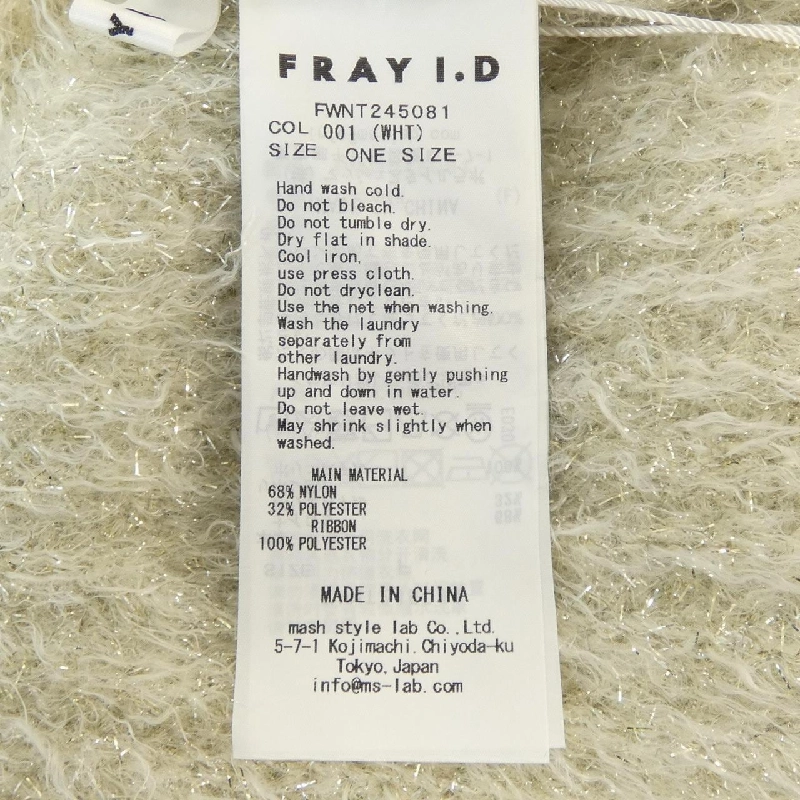 FRAY I.D
FWNT245081
COL 001 (WHT)
SIZE ONE SIZE
Hand wash cold.
Do not bleach.
Do not tumble dry.
Dry flat in shade.
Cool iron,
use press cloth.
Do not dryclean.
Use the net when washing.
Wash the laundry
separately from
other laundry.
Handwash by gently pushing
up and down in water.
Do not leave wet.
May shrink slightly when
washed.
MAIN MATERIAL
68% NYLON
32% POLYESTER
RIBBON
100% POLYESTER
MADE IN CHINA
mash style lab Co.,Ltd.
5-7-1 Kojimachi.Chiyoda-ku
Tokyo,Japan
info@ms-lab.com